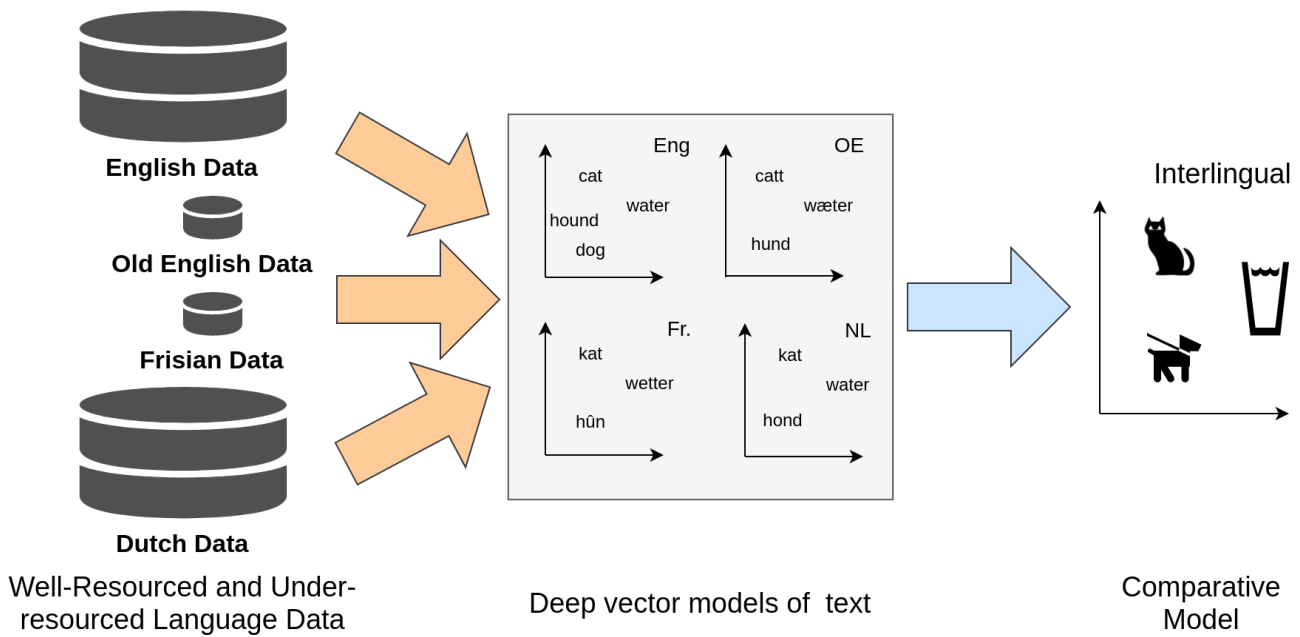 English Data
Old English Data
Frisian Data
Dutch Data
Well-Resourced and Under-
resourced Language Data
Eng
cat
water
hound
dog
OE
catt
wæter
hund
Fr.
kat
wetter
hûn
NL
kat
water
hond
Deep vector models of text
Interlingual
Comparative
Model